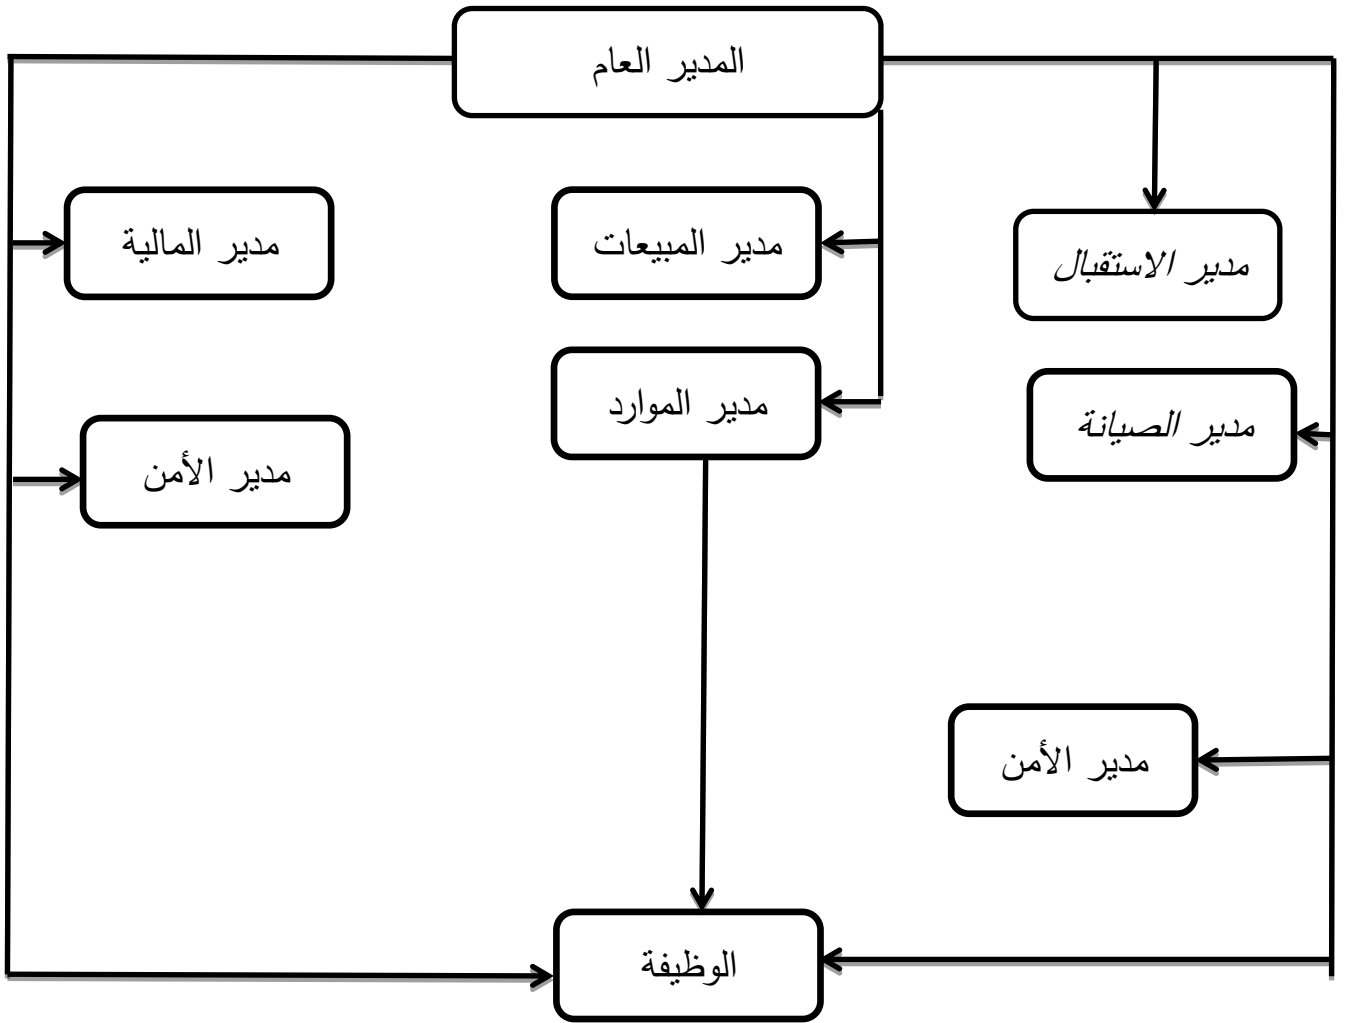 المدير العام
مدير المالية
مدير المبيعات
مدير الاستقبال
مدير الموارد
مدير الصيانة
مدير الأمن
مدير الأمن
الوظيفة